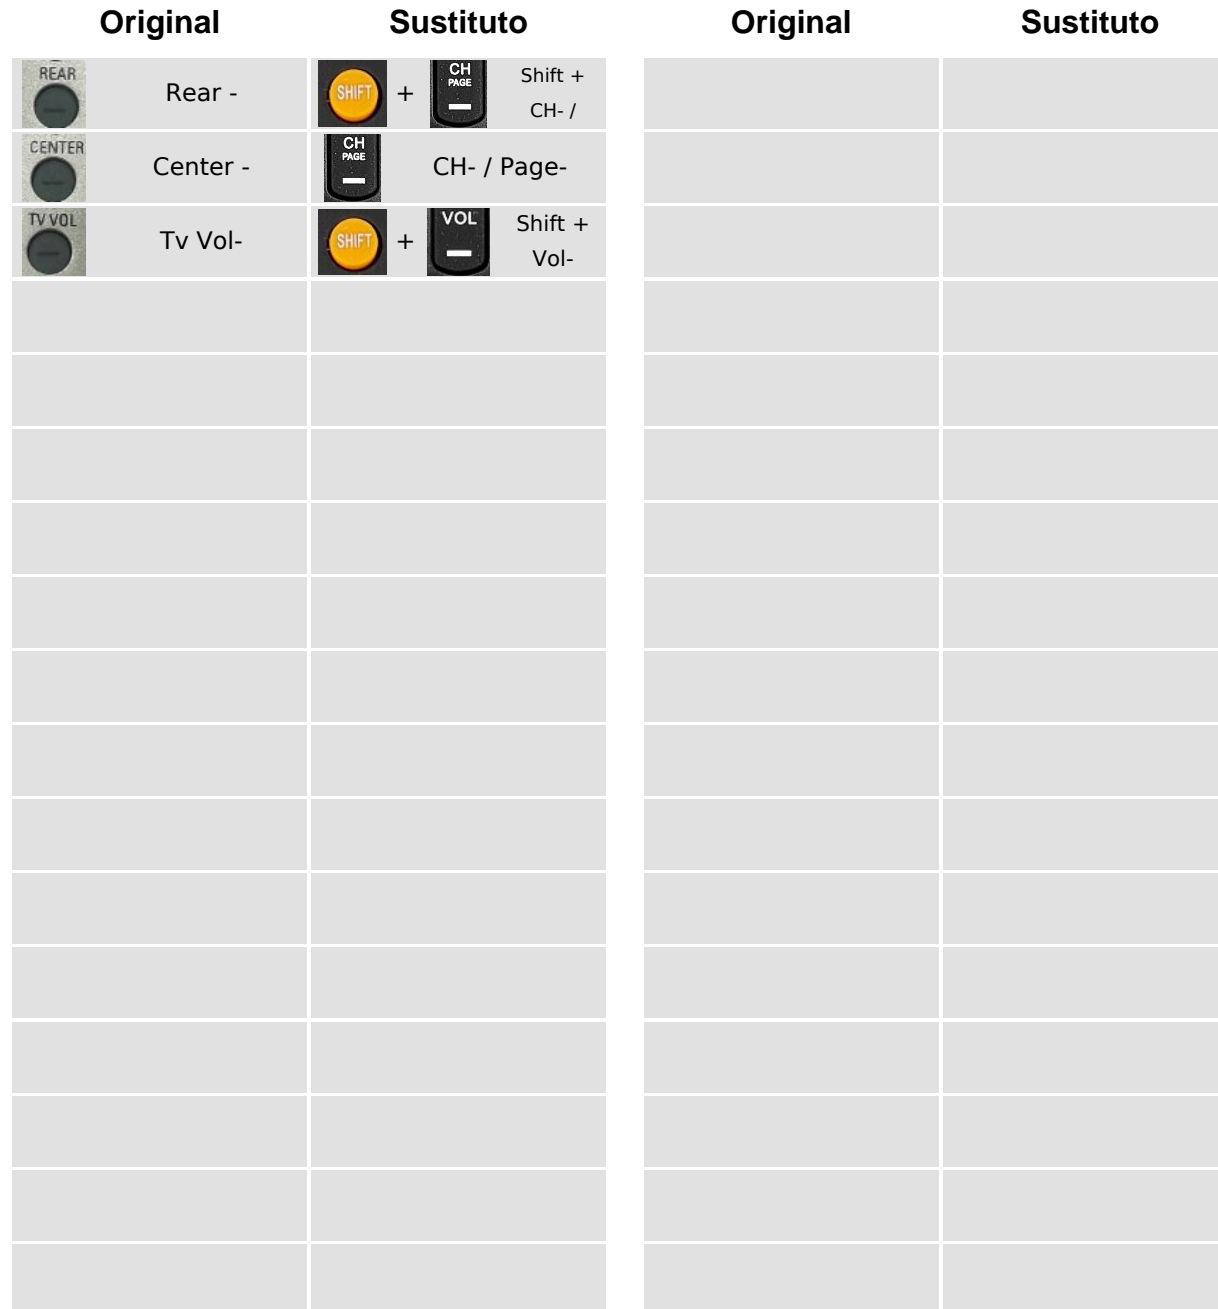 Original Sustituto Original Sustituto
REAR Rear - SHIFT + CH PAGE Shift +
CH- /
CENTER Center - CH PAGE CH- / Page-
TV VOL Tv Vol- SHIFT + VOL Shift +
Vol-